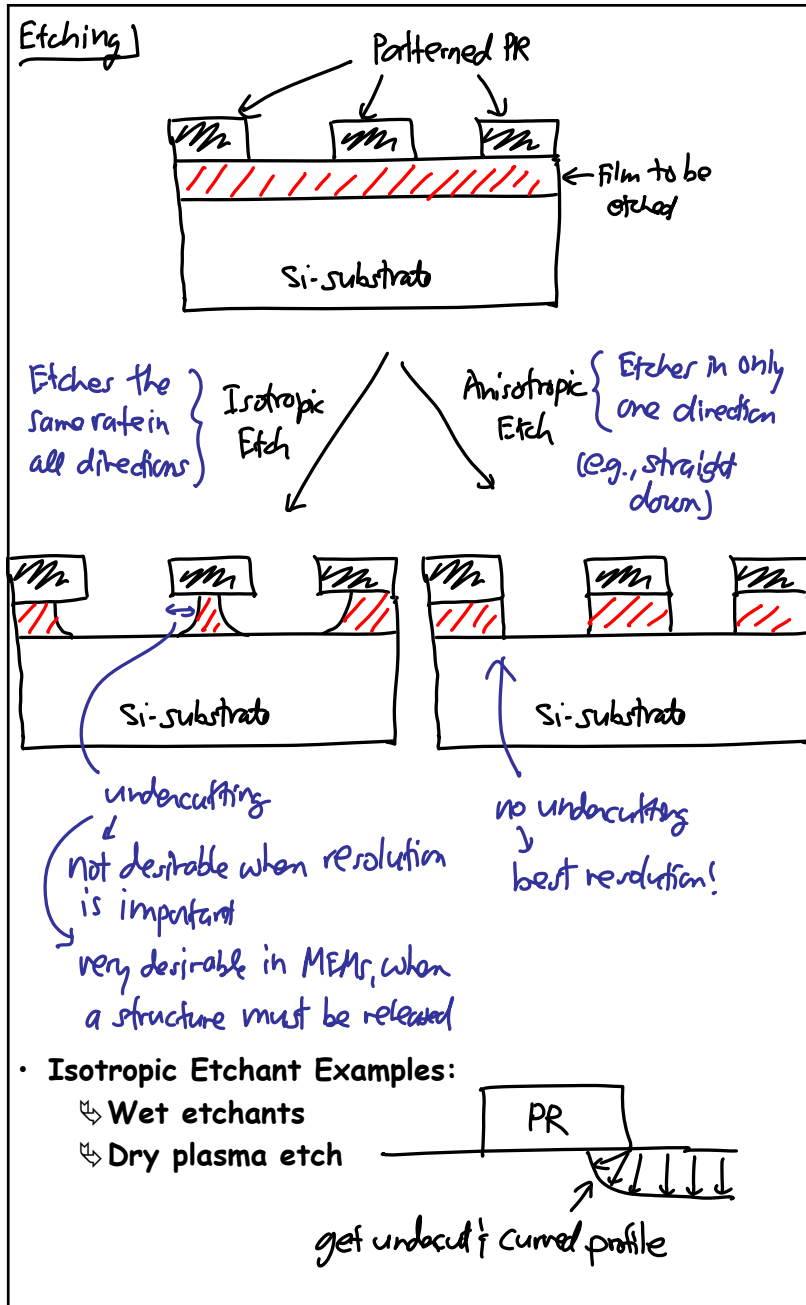 Etching
Patterned PR
Film to be
etched
Si-substrate
Etches the
same rate in
all directions
Isotropic
Etch
Anisotropic
Etch
Etches in only
one direction
(e.g., straight
down)
Si-substrate
Si-substrate
undercutting
not desirable when resolution
is important
very desirable in MEMs, when
a structure must be released
no undercutting
best resolution!
• Isotropic Etchant Examples:
↳ Wet etchants
↳ Dry plasma etch
PR
get undercut & curved profile